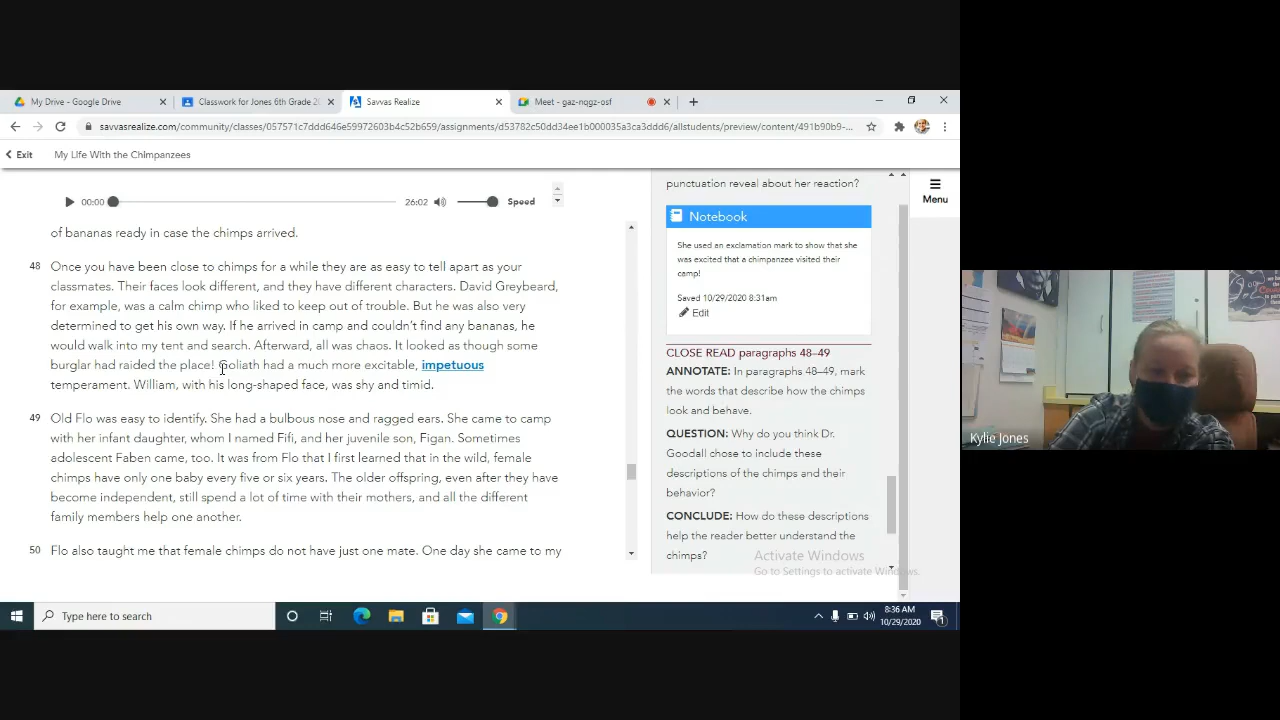 My Drive - Google Drive
Classwork for Jones 6th Grade 2
Savvas Realize
Meet - gaz-nqgz-osf
savvasrealize.com/community/classes/057571c7ddd646e59972603b4c52b659/assignments/d53782c50dd34ee1b000035a3ca3ddd6/allstudents/preview/content/491b90b9-...
Exit
My Life With the Chimpanzees
00:00
26:02
Speed
of bananas ready in case the chimps arrived.
48 Once you have been close to chimps for a while they are as easy to tell apart as your
classmates. Their faces look different, and they have different characters. David Greybeard,
for example, was a calm chimp who liked to keep out of trouble. But he was also very
determined to get his own way. If he arrived in camp and couldn't find any bananas, he
would walk into my tent and search. Afterward, all was chaos. It looked as though some
burglar had raided the place! Goliath had a much more excitable, impetuous
temperament. William, with his long-shaped face, was shy and timid.
49 Old Flo was easy to identify. She had a bulbous nose and ragged ears. She came to camp
with her infant daughter, whom I named Fifi, and her juvenile son, Figan. Sometimes
adolescent Faben came, too. It was from Flo that I first learned that in the wild, female
chimps have only one baby every five or six years. The older offspring, even after they have
become independent, still spend a lot of time with their mothers, and all the different
family members help one another.
50 Flo also taught me that female chimps do not have just one mate. One day she came to my
punctuation reveal about her reaction?
Notebook
She used an exclamation mark to show that she
was excited that a chimpanzee visited their
camp!
Saved 10/29/2020 8:31am
Edit
CLOSE READ paragraphs 48–49
ANNOTATE: In paragraphs 48–49, mark
the words that describe how the chimps
look and behave.
QUESTION: Why do you think Dr.
Goodall chose to include these
descriptions of the chimps and their
behavior?
CONCLUDE: How do these descriptions
help the reader better understand the
chimps?
Menu
Activate Windows
Go to Settings to activate Windows.
Type here to search
8:36 AM
10/29/2020
1
Kylie Jones